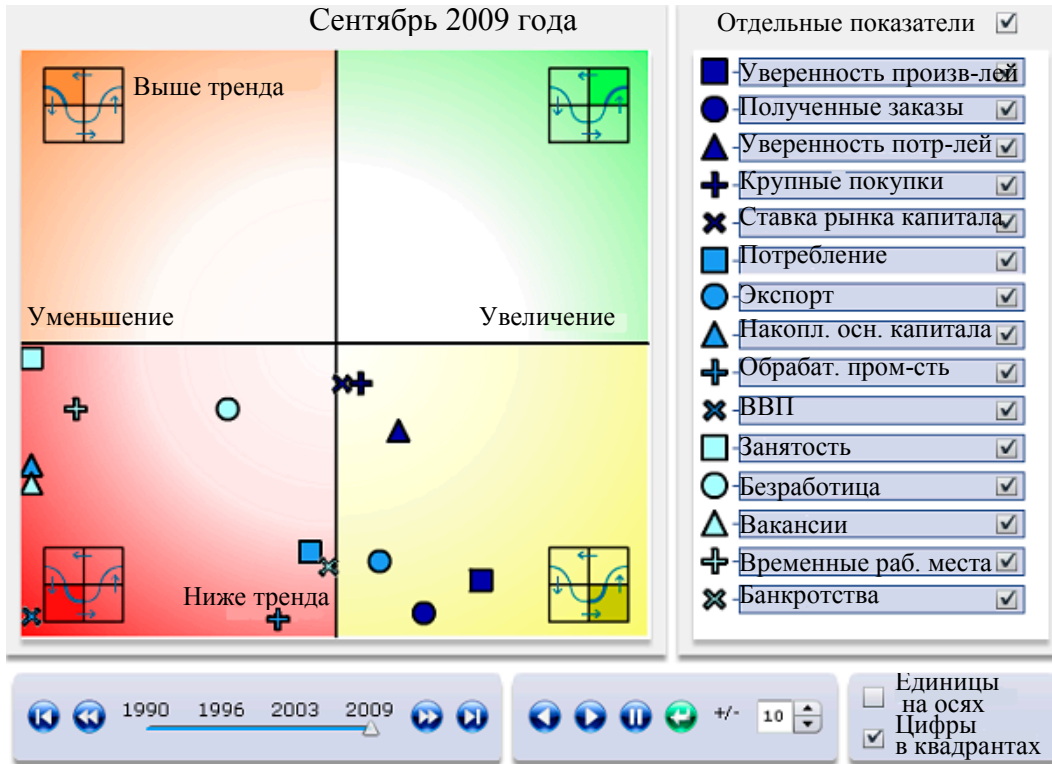 Сентябрь 2009 года
Отдельные показатели
Выше тренда
Уменьшение
Увеличение
Ниже тренда
Уверенность произв-лей
Полученные заказы
Уверенность потр-лей
Крупные покупки
Ставка рынка капитала
Потребление
Экспорт
Накопл. осн. капитала
Обрабат. пром-сть
ВВП
Занятость
Безработица
Вакансии
Временные раб. места
Банкротства
1990 1996 2003 2009
+/- 10
Единицы
на осях
Цифры
в квадрантах